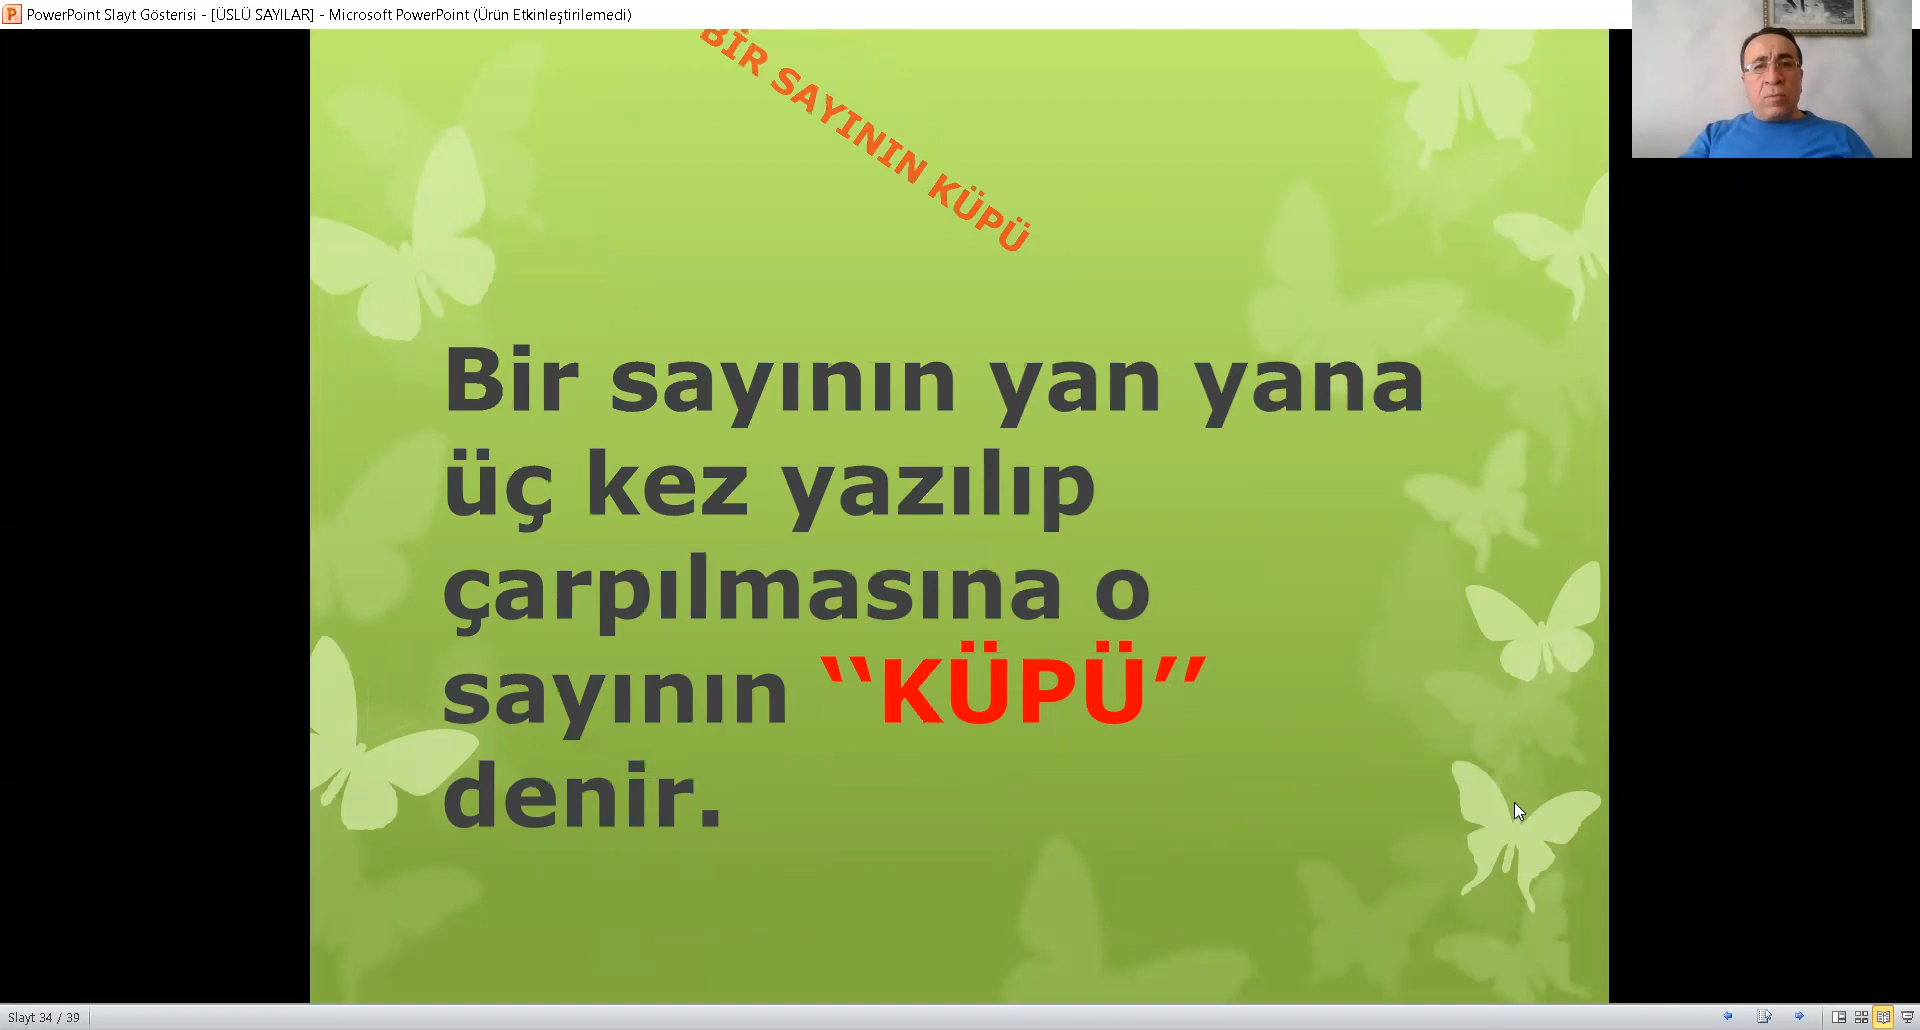 PowerPoint Slayt Gösterisi - [ÜSLÜ SAYILAR] - Microsoft PowerPoint (Ürün Etkinleştirilemedi)
BİR SAYININ KÜPÜ
Bir sayının yan yana
üç kez yazılıp
çarpılmasına o
sayının ‘‘KÜPÜ’’
denir.
Slayt 34 / 39